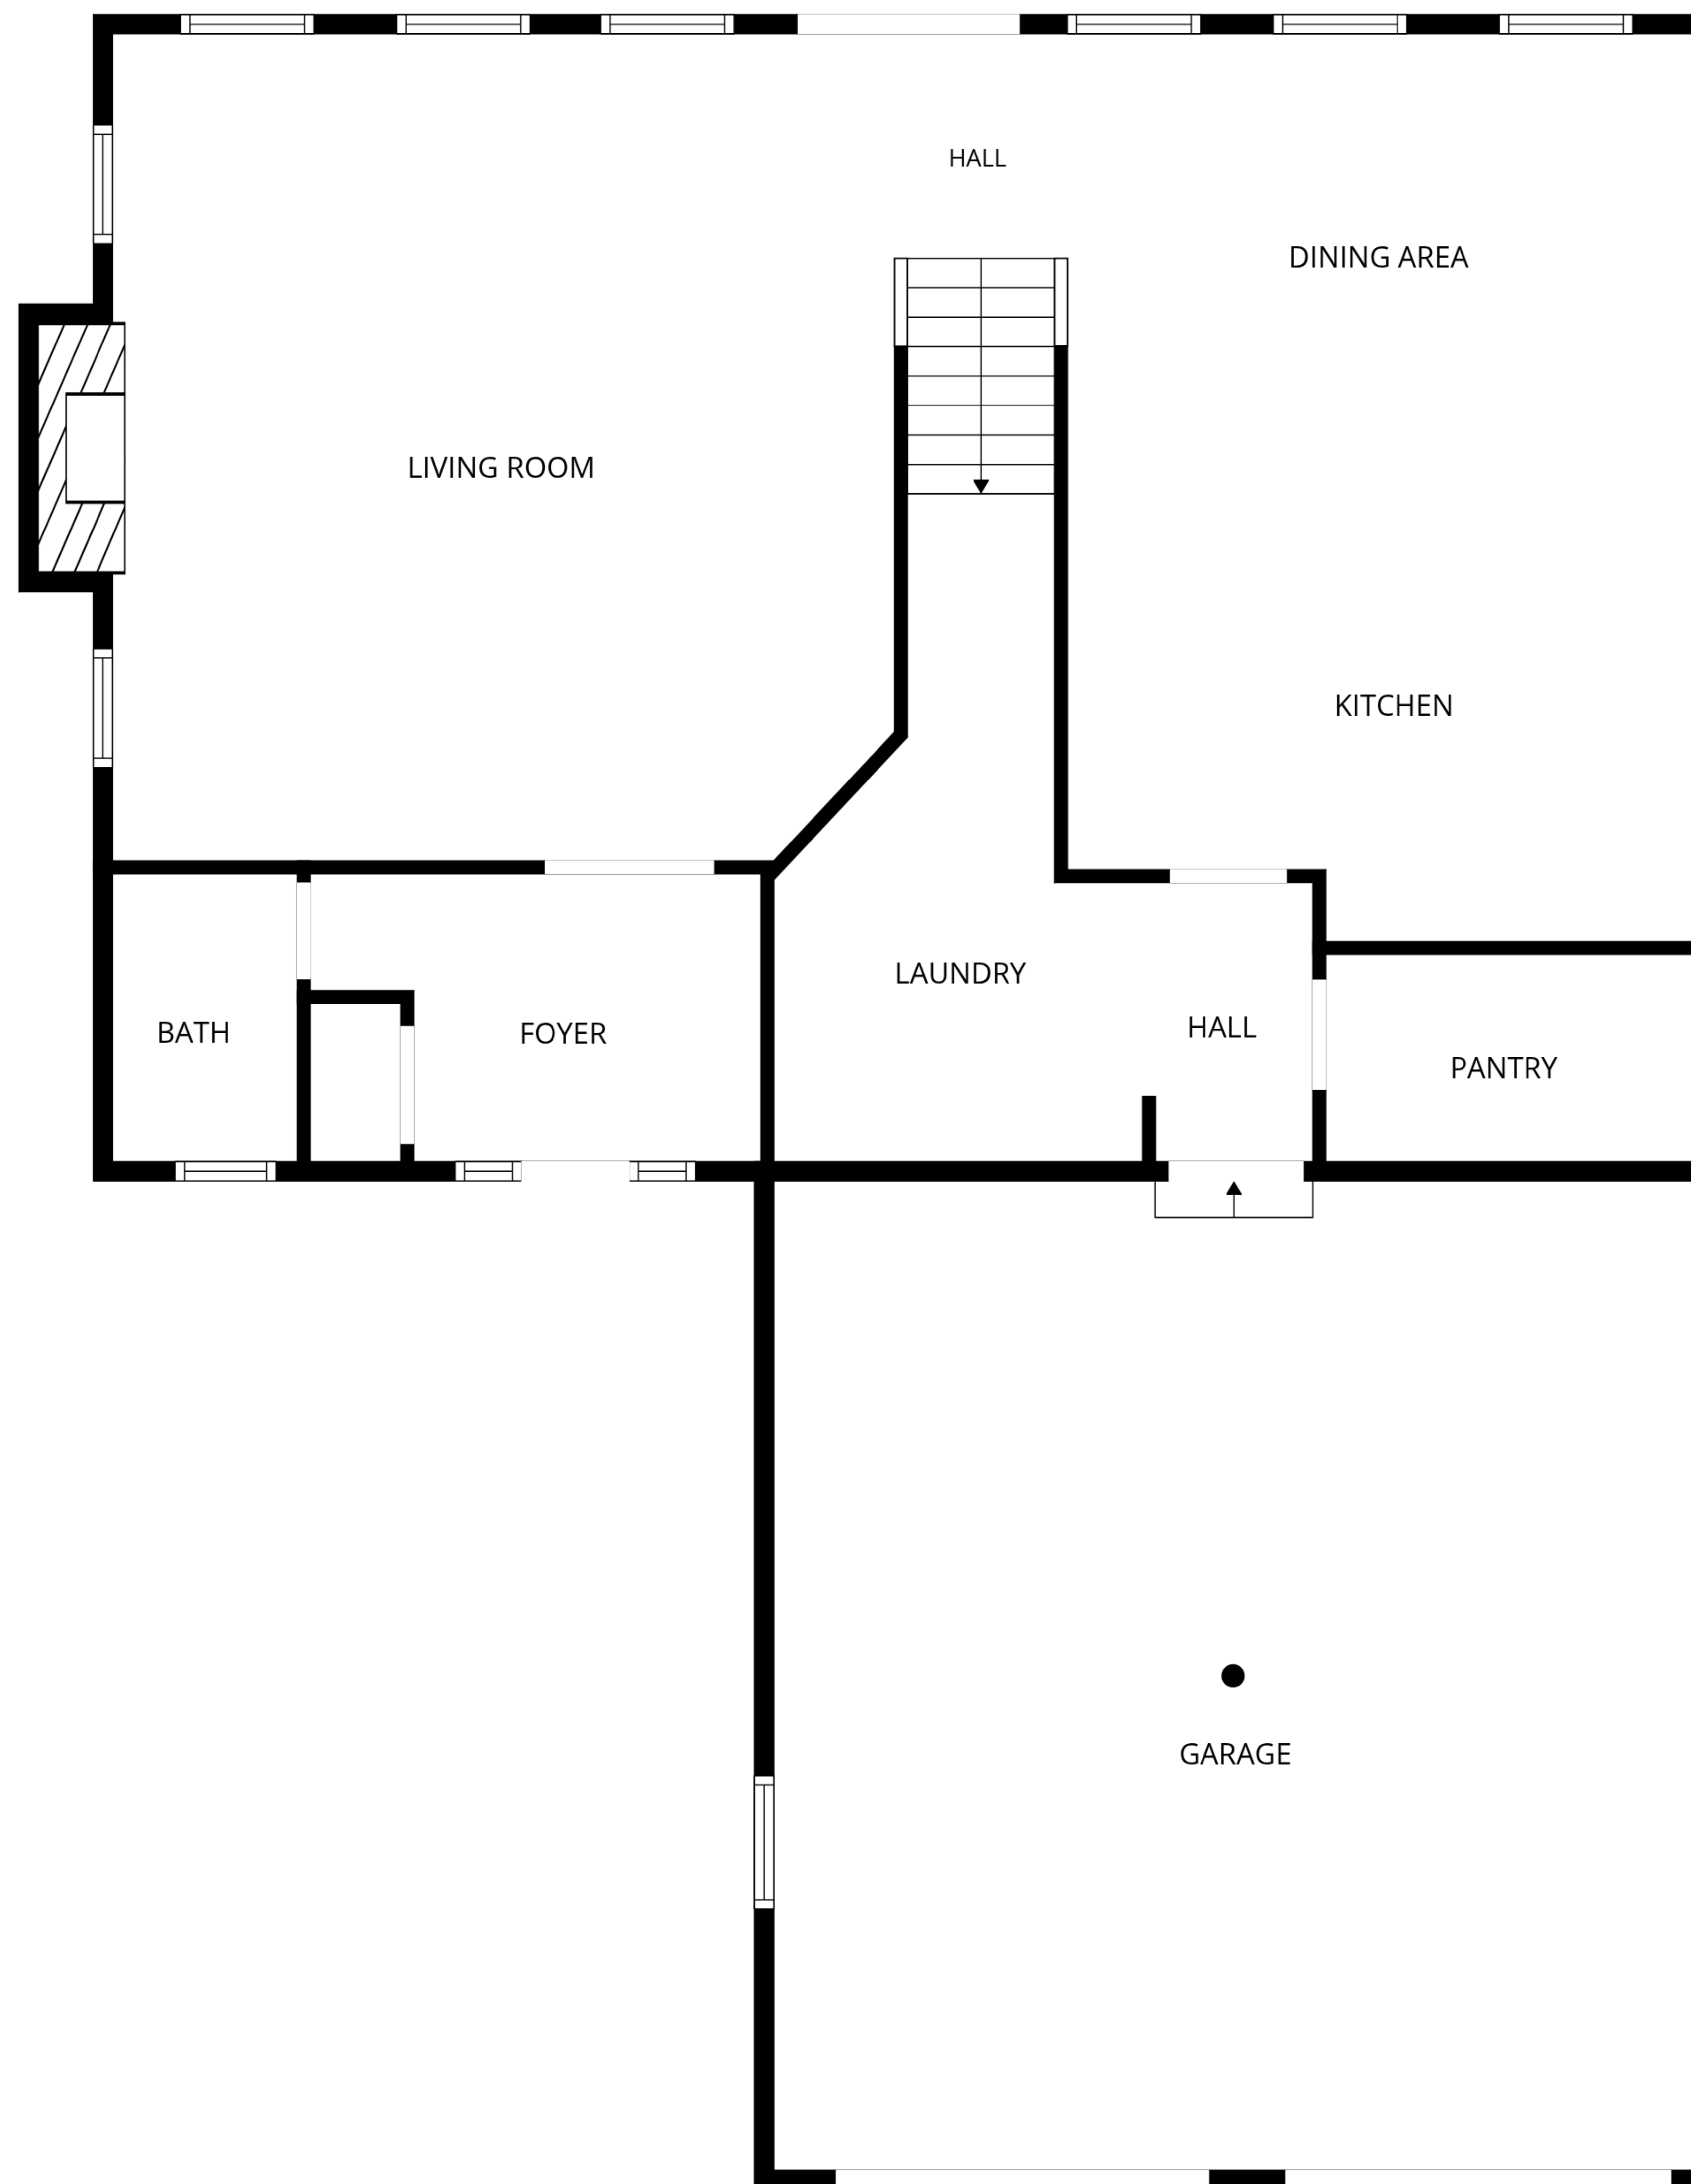 HALL
DINING AREA
LIVING ROOM
KITCHEN
LAUNDRY
HALL
BATH
FOYER
PANTRY
GARAGE